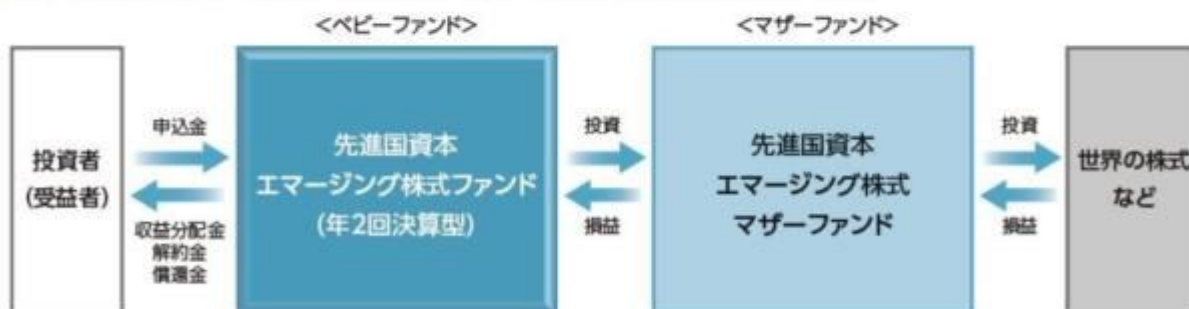 <ベビーファンド>
<マザーファンド>
投資者
(受益者)
申込金
収益分配金
解約金
償還金
先進国資本
エマージング株式ファンド
(年2回決算型)
投資
損益
先進国資本
エマージング株式
マザーファンド
投資
損益
世界の株式
など